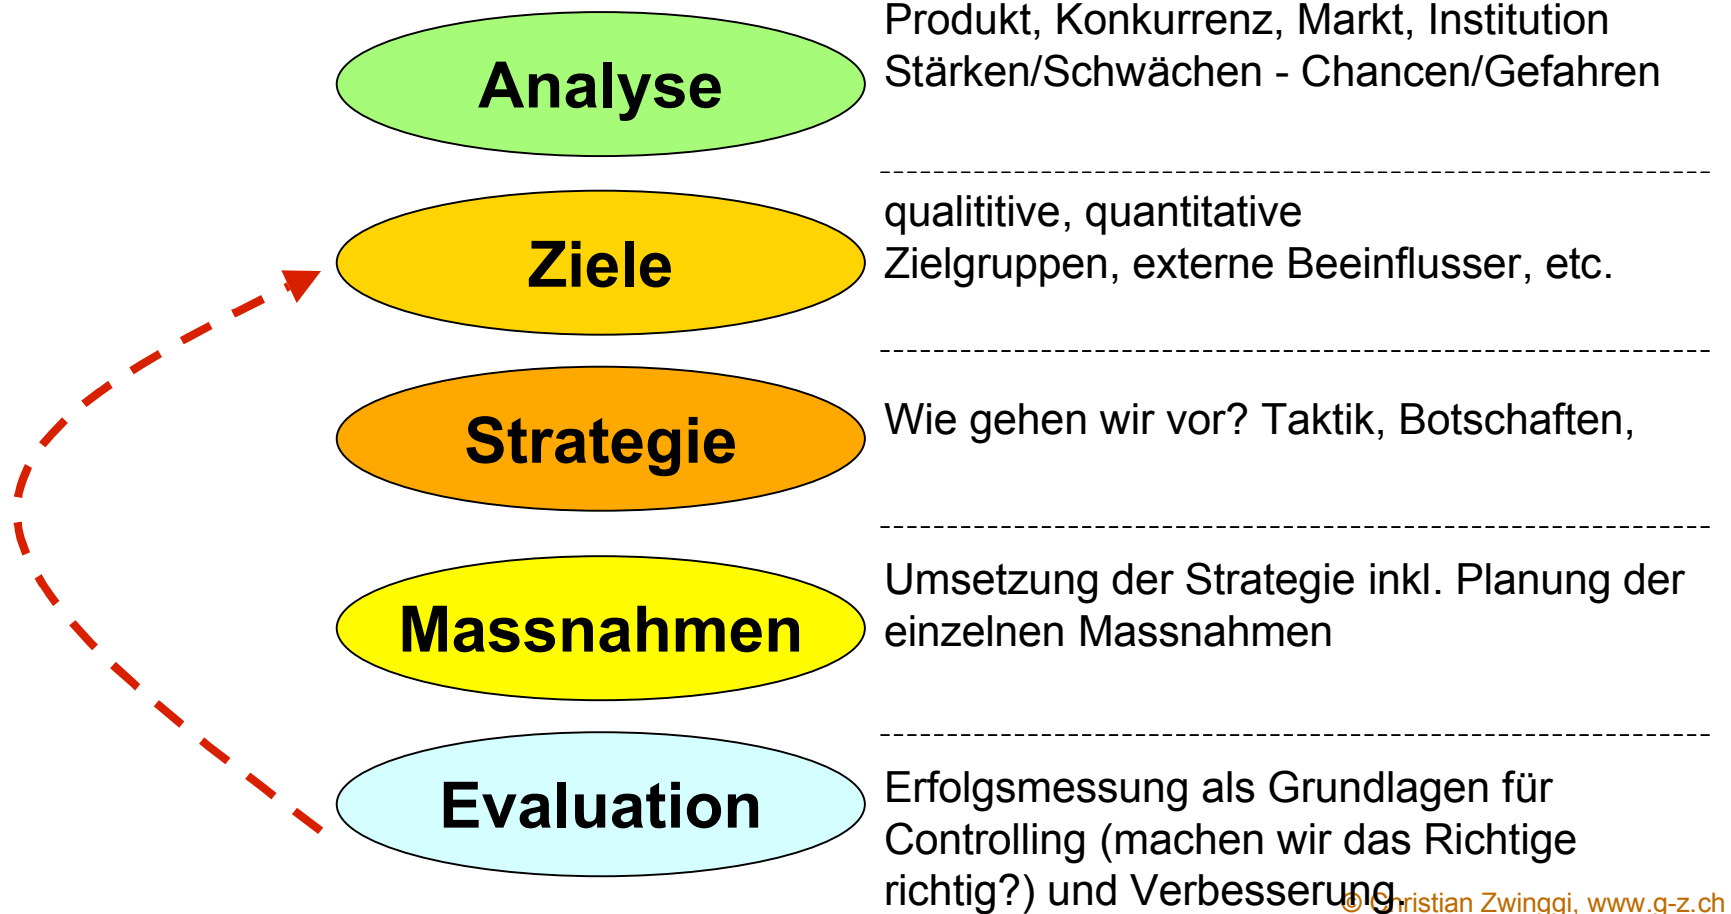 Produkt, Konkurrenz, Markt, Institution
Analyse
Stärken/Schwächen - Chancen/Gefahren
qualititive, quantitative
Ziele
Zielgruppen, externe Beeinflusser, etc.
Strategie
Wie gehen wir vor? Taktik, Botschaften,
Massnahmen
Umsetzung der Strategie inkl. Planung der
einzelnen Massnahmen
Evaluation
Erfolgsmessung als Grundlagen für
Controlling (machen wir das Richtige
richtig?) und Verbesserung.
© Christian Zwinggi, www.q-z.ch